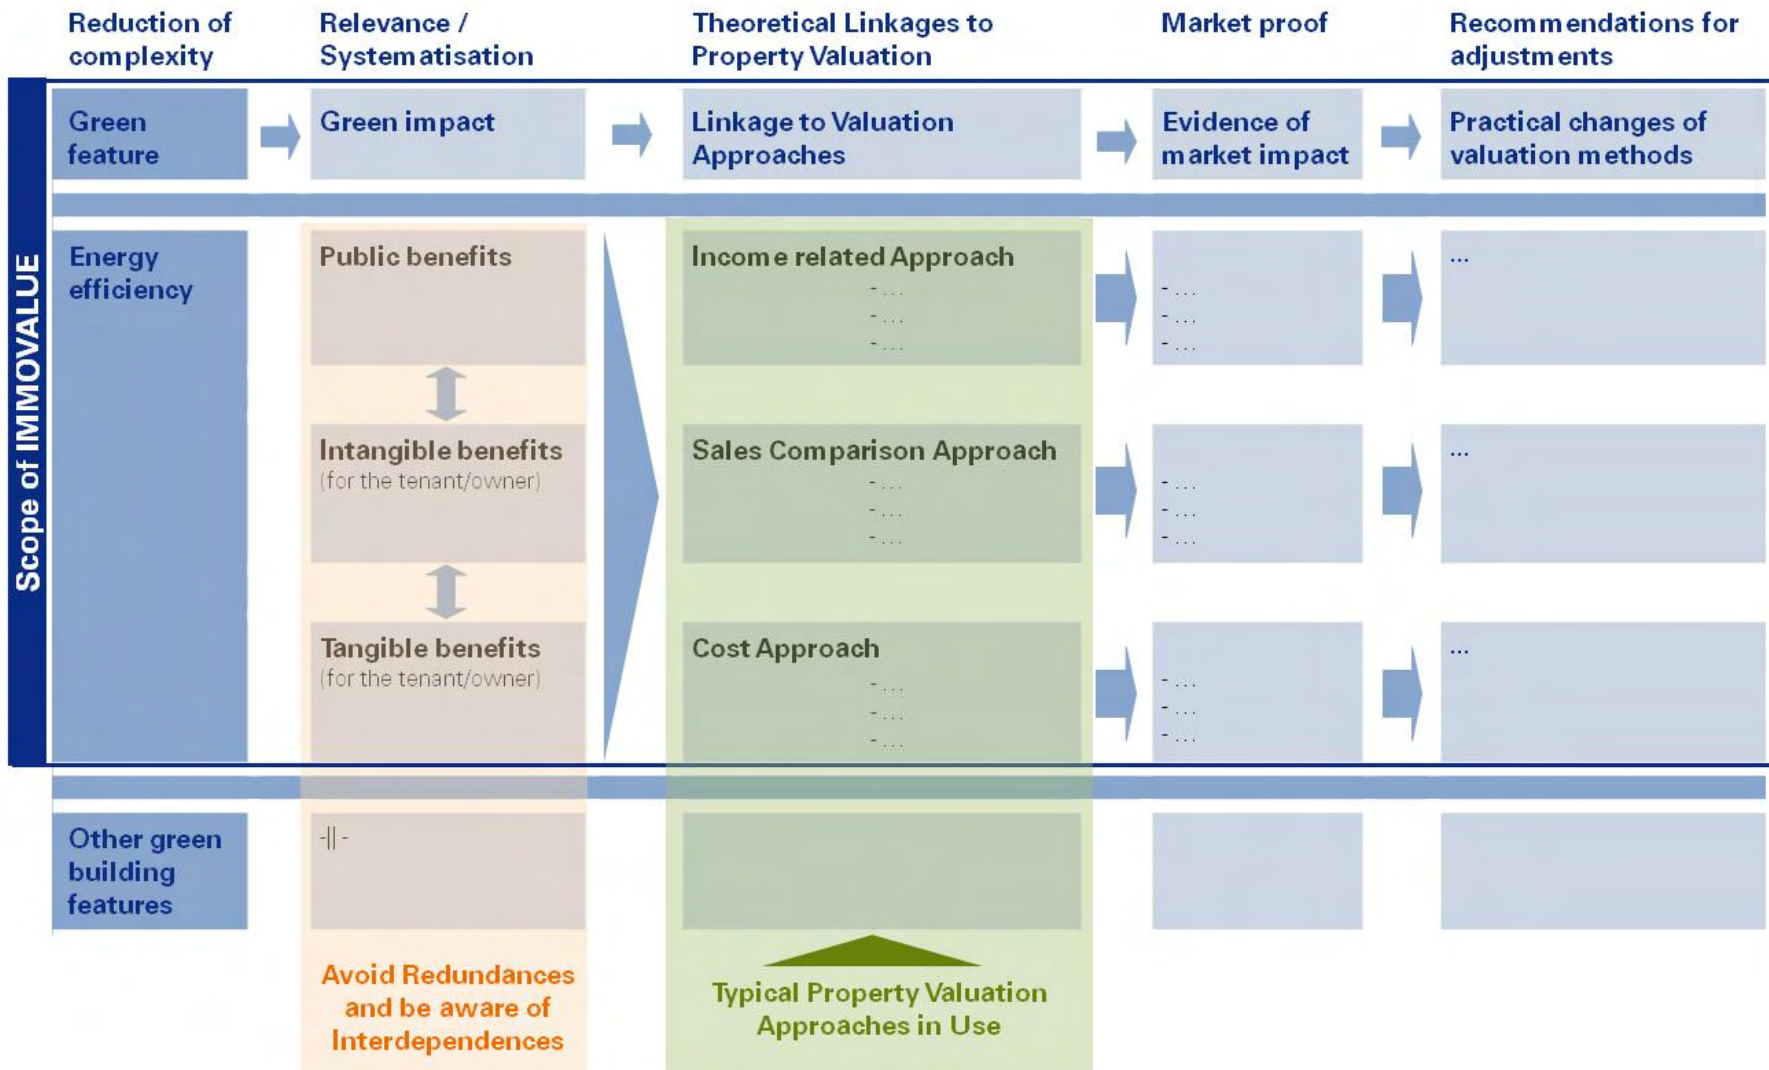 Reduction of
complexity
Relevance /
Systematisation
Theoretical Linkages to
Property Valuation
Market proof
Recommendations for
adjustments
Scope of IMMOVALUE
Green
feature
Green impact
Linkage to Valuation
Approaches
Evidence of
market impact
Practical changes of
valuation methods
Energy
efficiency
Public benefits
Income related Approach
- ...
- ...
- ...
- ...
- ...
- ...
...
Intangible benefits
(for the tenant/owner)
Sales Comparison Approach
- ...
- ...
- ...
- ...
- ...
- ...
...
Tangible benefits
(for the tenant/owner)
Cost Approach
- ...
- ...
- ...
- ...
- ...
- ...
...
Other green
building
features
-||-
Avoid Redundances
and be aware of
Interdependences
Typical Property Valuation
Approaches in Use